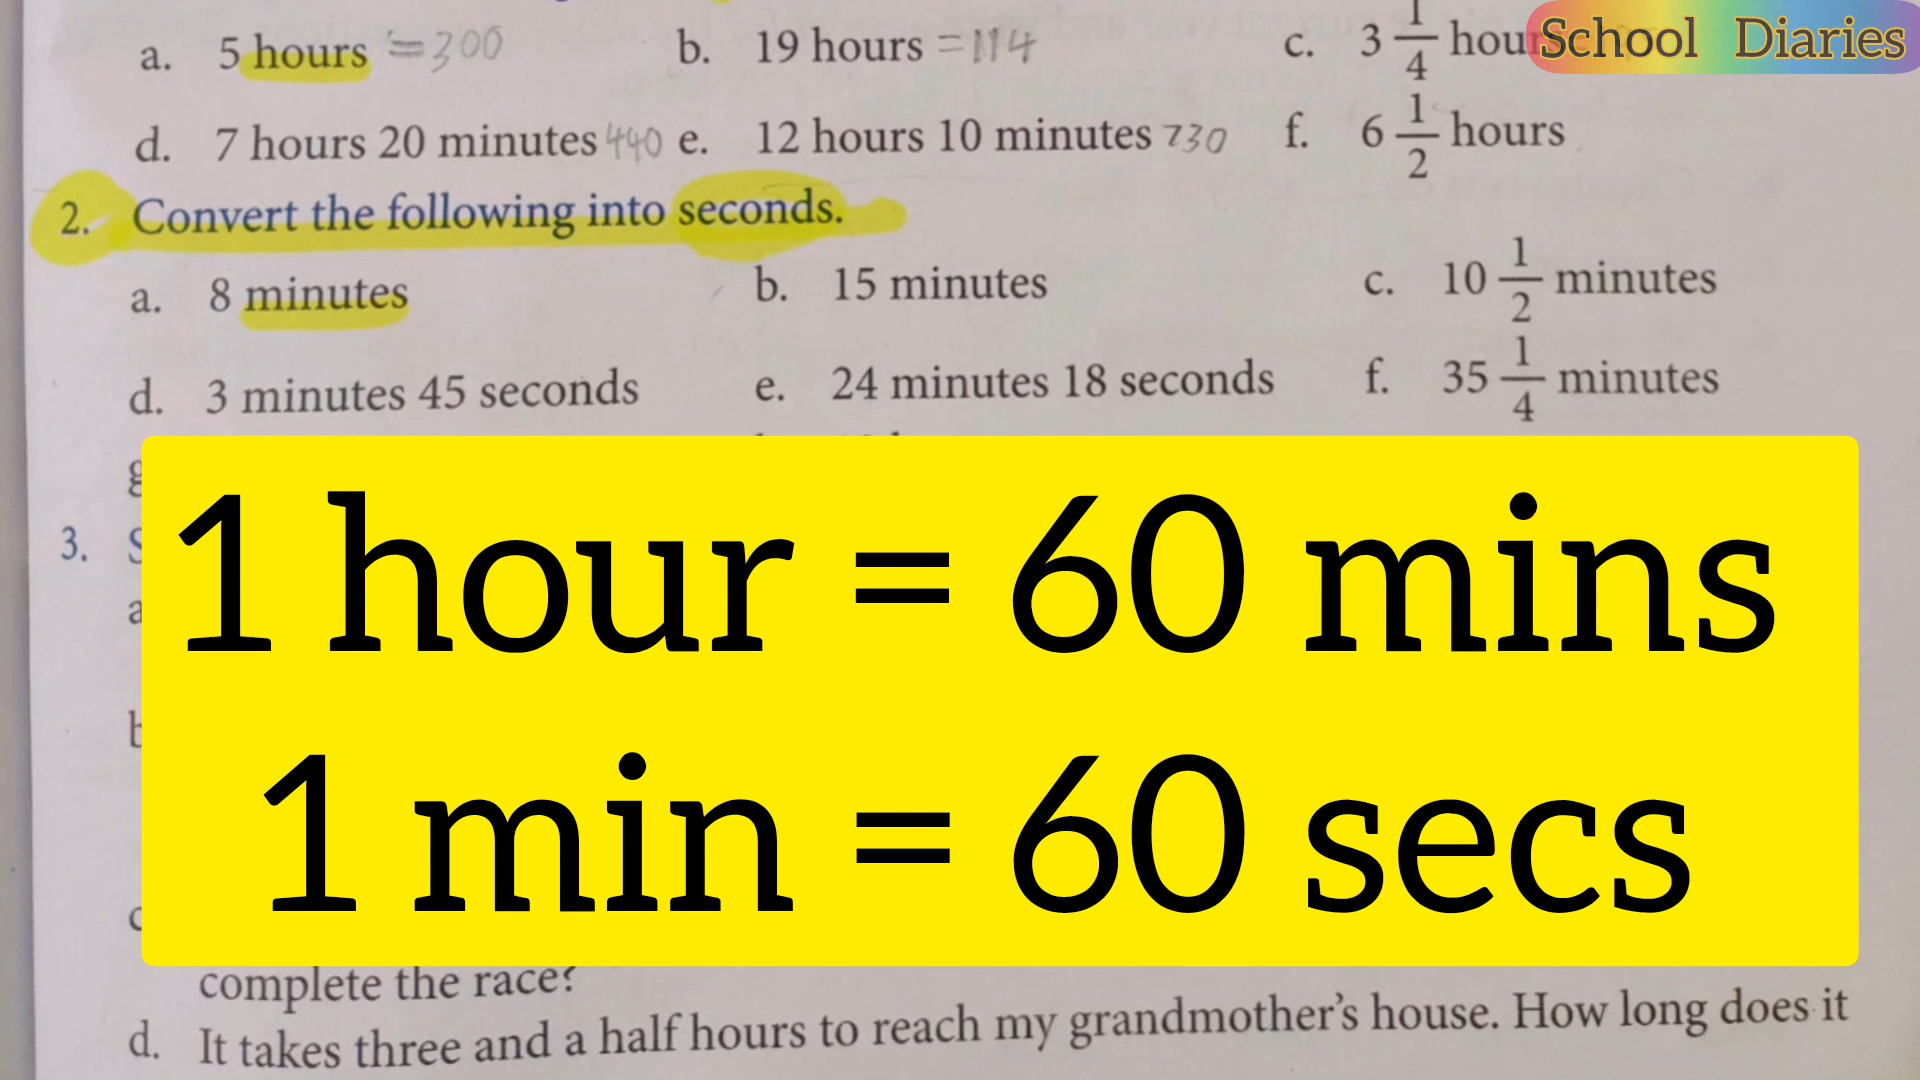 School Diaries
a. 5 hours = 300 b. 19 hours = 114 c. 3 1/4 hour
d. 7 hours 20 minutes 440 e. 12 hours 10 minutes 730 f. 6 1/2 hours
2. Convert the following into seconds.
a. 8 minutes b. 15 minutes c. 10 1/2 minutes
d. 3 minutes 45 seconds e. 24 minutes 18 seconds f. 35 1/4 minutes
g
3. S
a
b
c
1 hour = 60 mins
1 min = 60 secs
complete the race?
d. It takes three and a half hours to reach my grandmother's house. How long does it